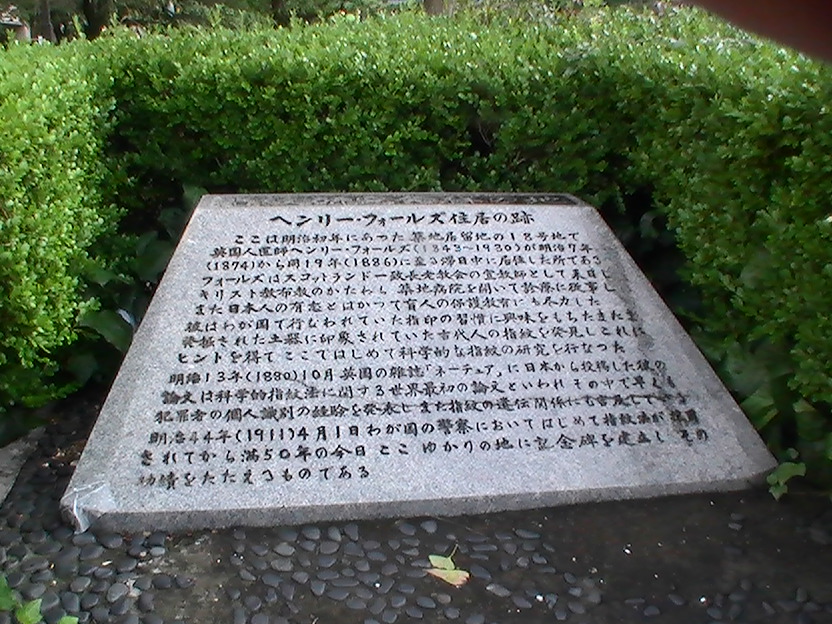 ヘンリー・フォールズ住居の跡
ここは明治初年にあった築地居留地の18号地で
英国人医師ヘンリー・フォールズ(1843-1930)が明治7年
(1874)から同19年(1886)に至る滞日中に居住した所である
フォールズはスコットランド一致長老教会の宣教師として来日し
キリスト教布教のかたわら築地病院を開いて診療に従事し
また日本人の有志とはかつて盲人の保護教育にも尽力した
彼はわが国で行なわれていた指印の習慣に興味をもちたまたま
発掘された土器に印象されていた古代人の指紋を発見しこれに
ヒントを得てここではじめて科学的な指紋の研究を行なつた
明治13年(1880)10月英国の雑誌「ネーチュア」に日本から投稿した彼の
論文は科学的指紋法に関する世界最初の論文といわれその中で早くも
犯罪者の個人識別の経験を発表しまた指紋の遺伝関係にも言及している
明治44年(1911)4月1日わが国の警察においてはじめて指紋法が採用
されてから満50年の今日ここゆかりの地に記念碑を建立しその
功績をたたえるものである